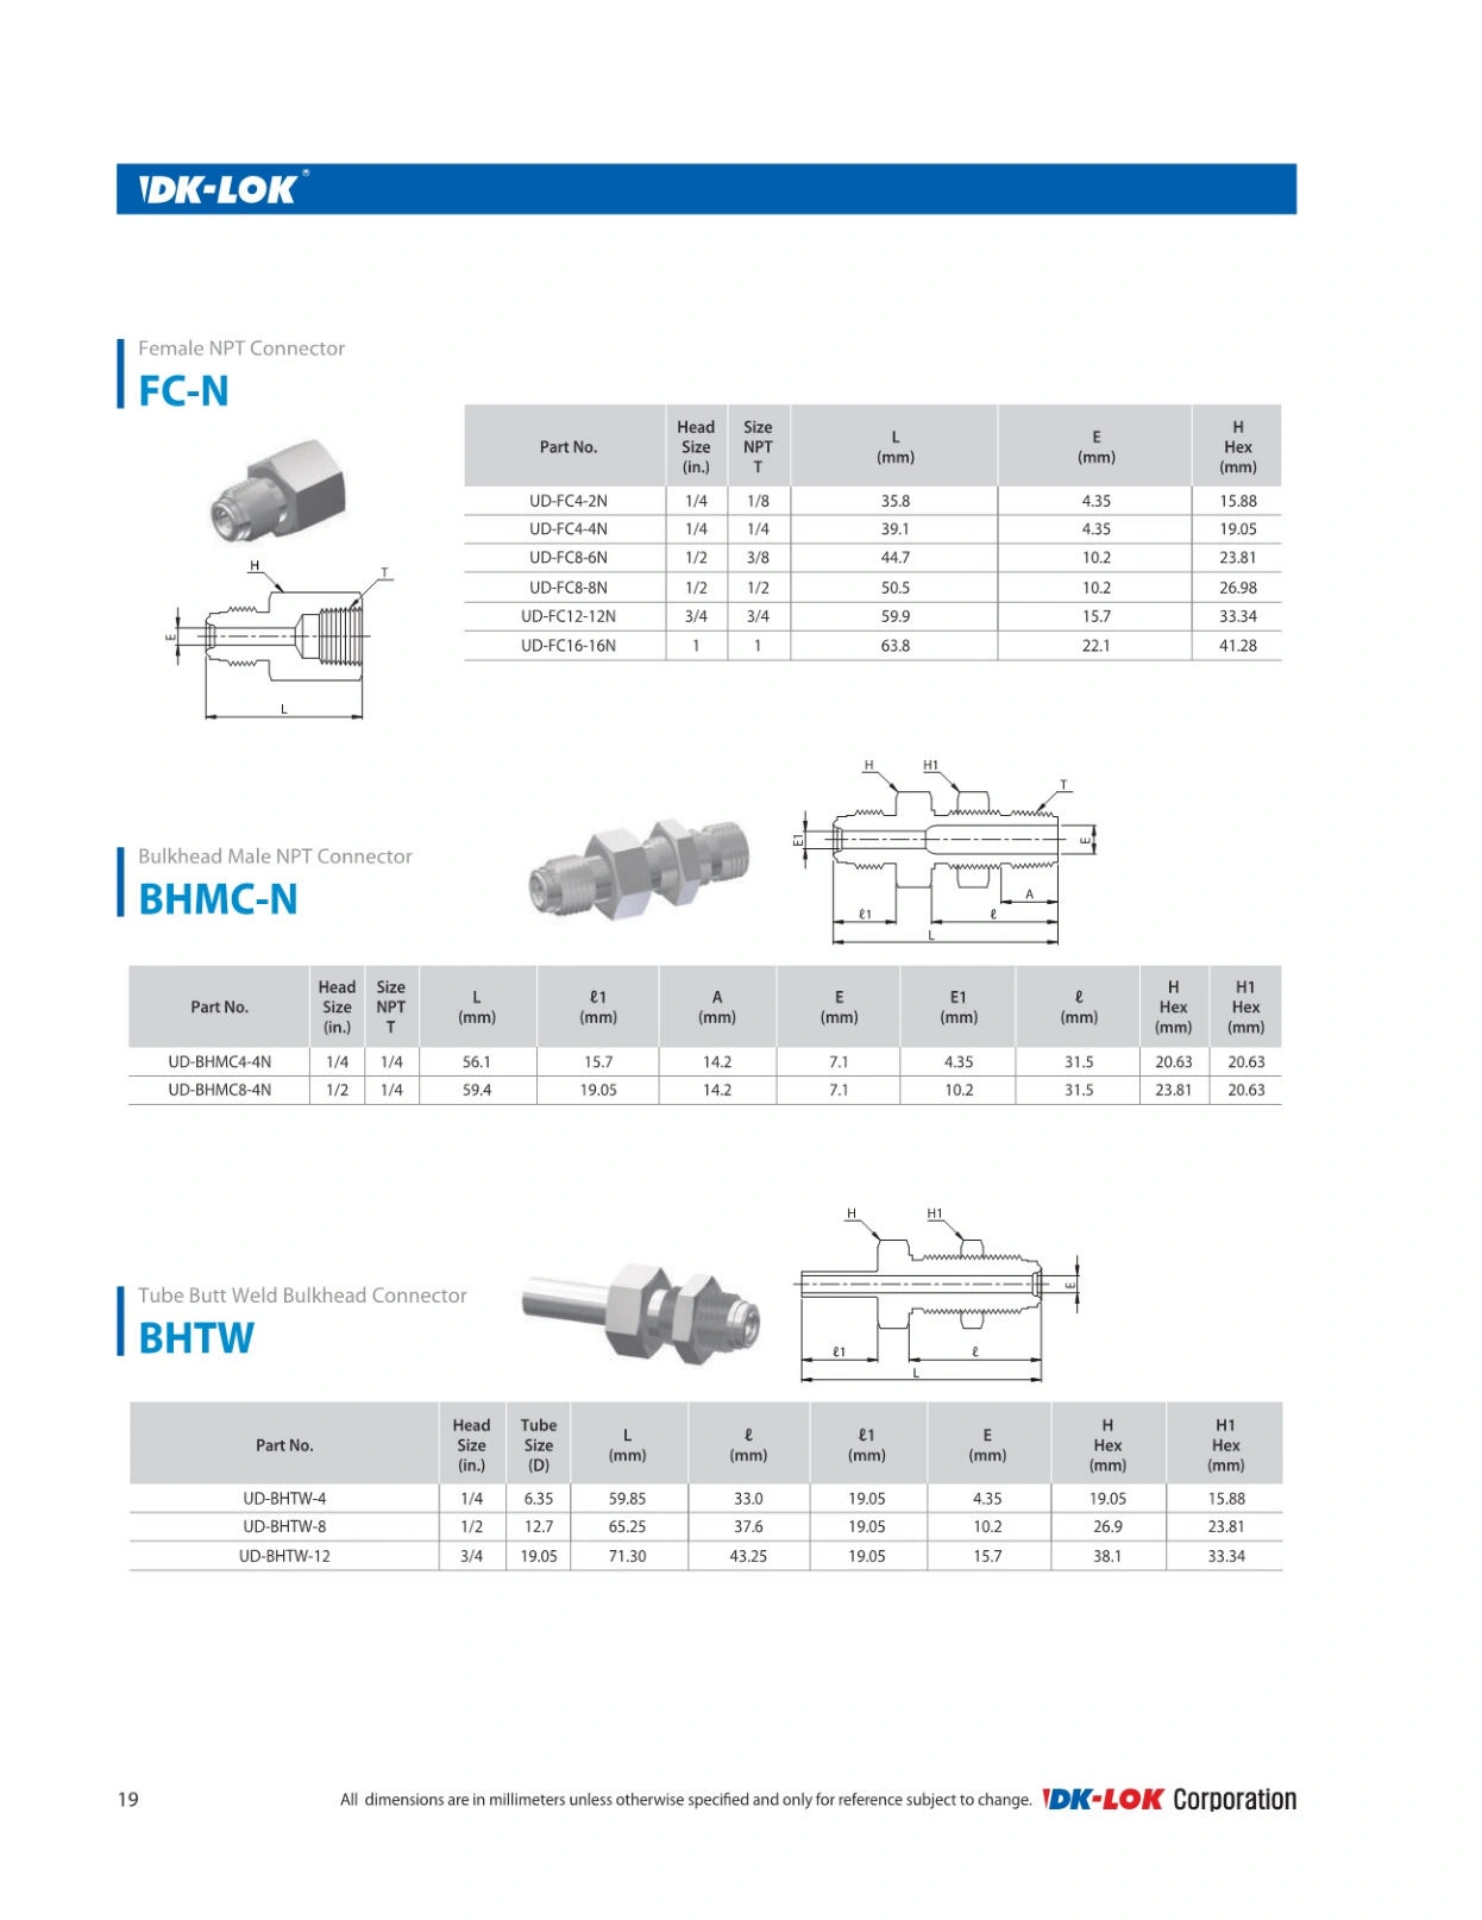 DK-LOK®
Female NPT Connector
FC-N
Part No. Head Size (in.) Size NPT T L (mm) E (mm) H Hex (mm)
UD-FC4-2N 1/4 1/8 35.8 4.35 15.88
UD-FC4-4N 1/4 1/4 39.1 4.35 19.05
UD-FC8-6N 1/2 3/8 44.7 10.2 23.81
UD-FC8-8N 1/2 1/2 50.5 10.2 26.98
UD-FC12-12N 3/4 3/4 59.9 15.7 33.34
UD-FC16-16N 1 1 63.8 22.1 41.28
H T
E
L
Bulkhead Male NPT Connector
BHMC-N
H H1 T
E1 E
A
ℓ1 ℓ
L
Part No. Head Size (in.) Size NPT T L (mm) ℓ1 (mm) A (mm) E (mm) E1 (mm) ℓ (mm) H Hex (mm) H1 Hex (mm)
UD-BHMC4-4N 1/4 1/4 56.1 15.7 14.2 7.1 4.35 31.5 20.63 20.63
UD-BHMC8-4N 1/2 1/4 59.4 19.05 14.2 7.1 10.2 31.5 23.81 20.63
Tube Butt Weld Bulkhead Connector
BHTW
H H1
E
ℓ1 ℓ
L
Part No. Head Size (in.) Tube Size (D) L (mm) ℓ (mm) ℓ1 (mm) E (mm) H Hex (mm) H1 Hex (mm)
UD-BHTW-4 1/4 6.35 59.85 33.0 19.05 4.35 19.05 15.88
UD-BHTW-8 1/2 12.7 65.25 37.6 19.05 10.2 26.9 23.81
UD-BHTW-12 3/4 19.05 71.30 43.25 19.05 15.7 38.1 33.34
19 All dimensions are in millimeters unless otherwise specified and only for reference subject to change. DK-LOK Corporation